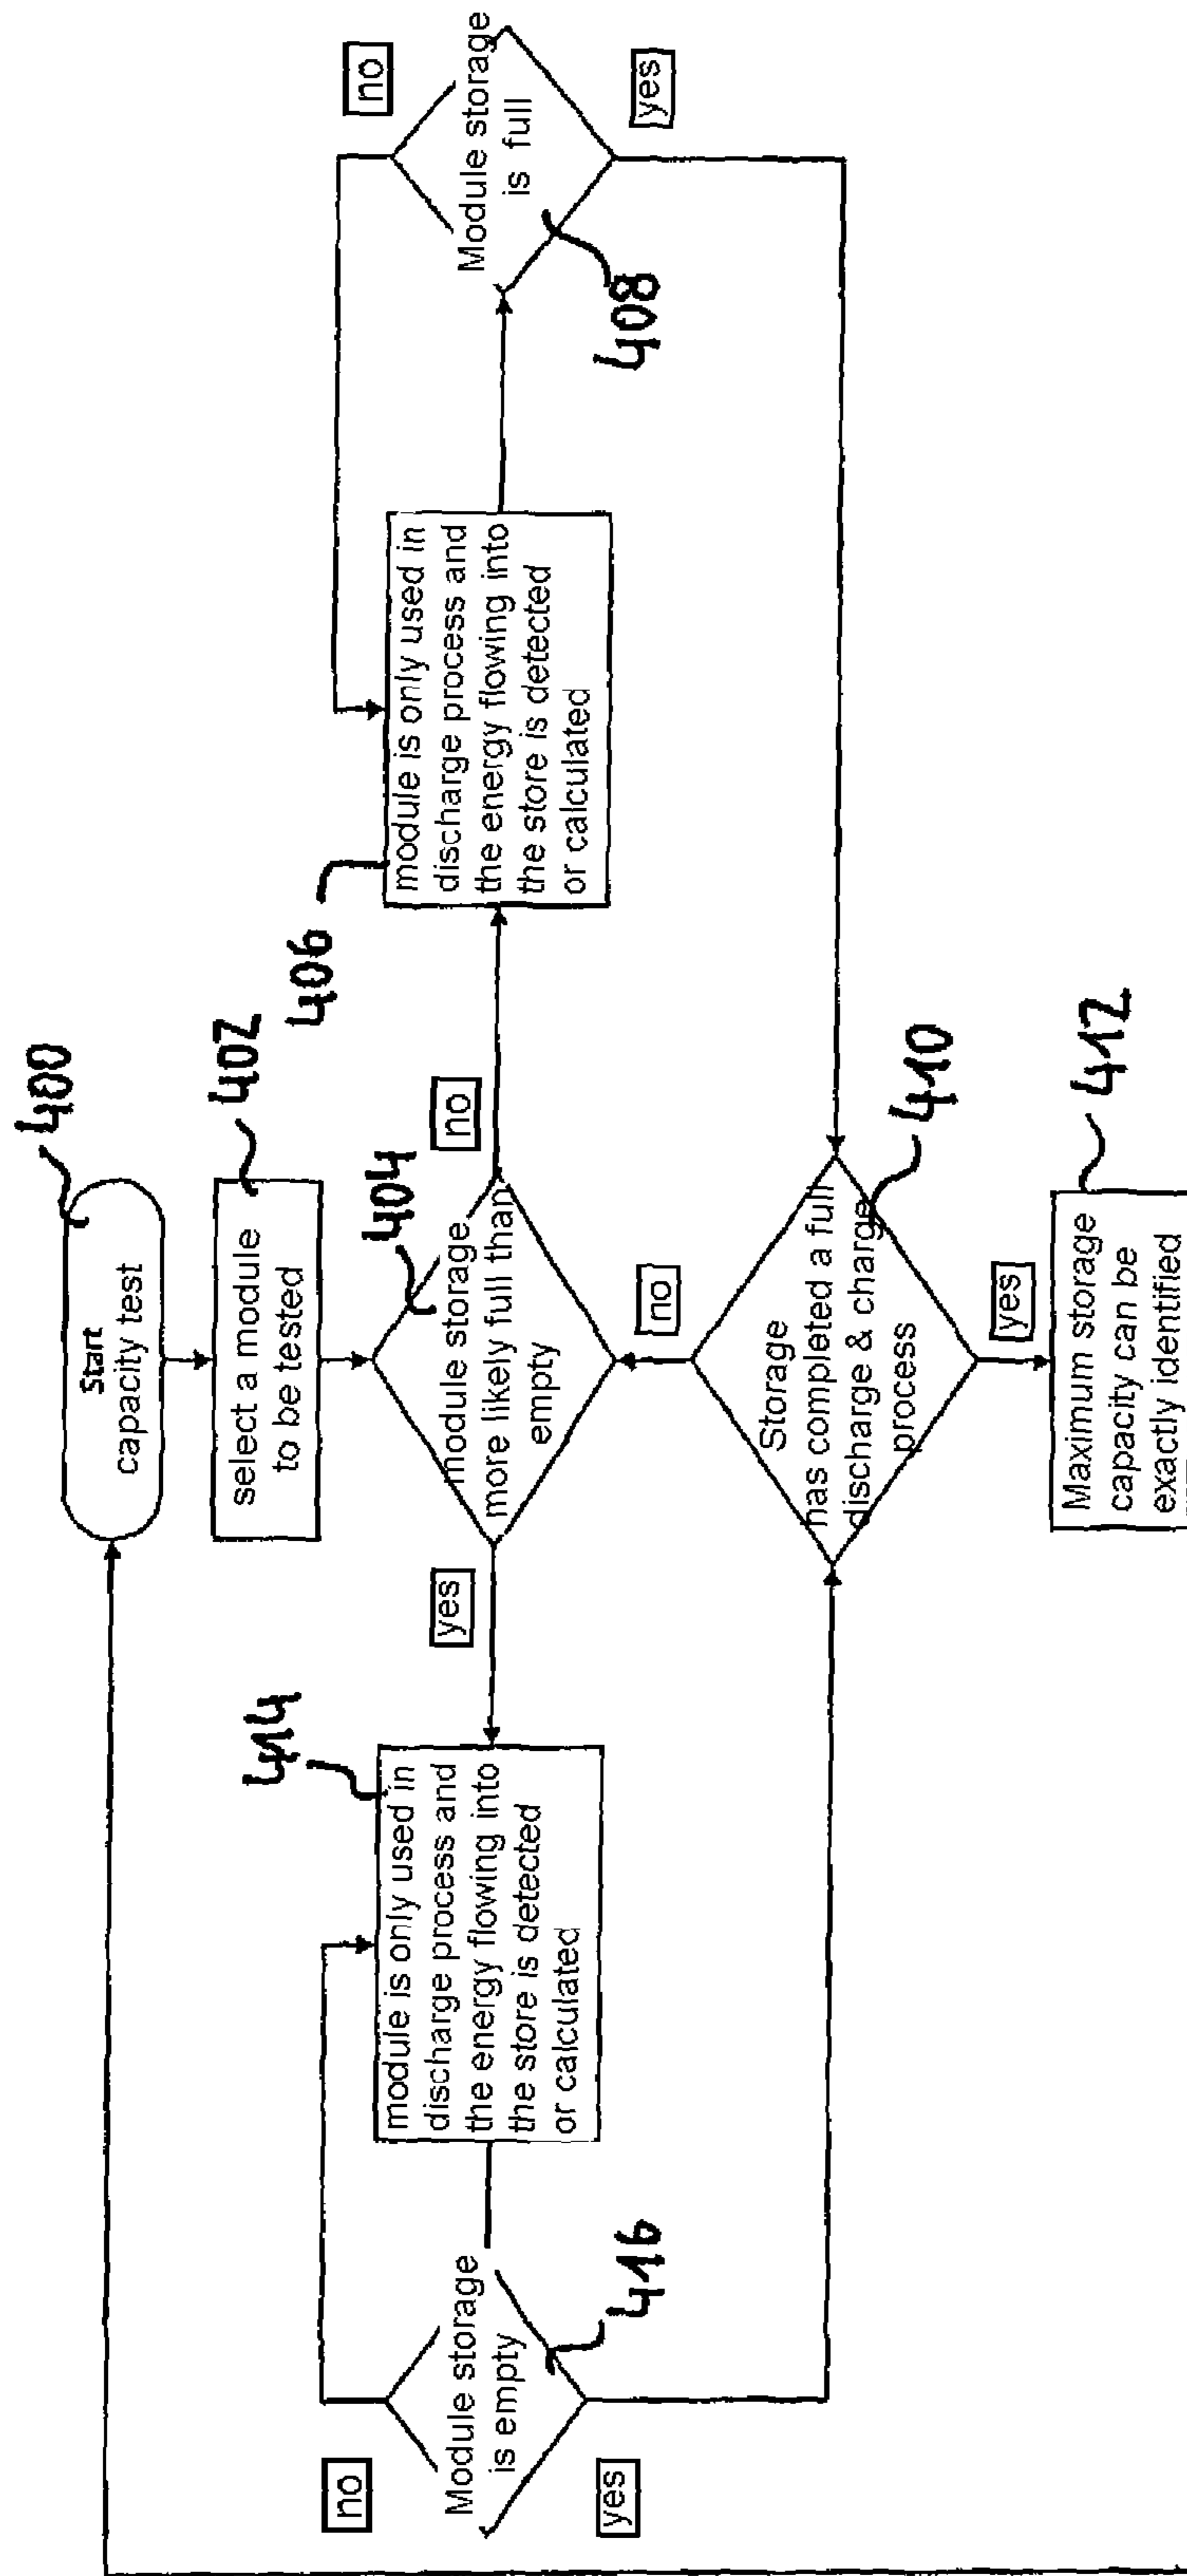 400
Start
capacity test
402
select a module
to be tested
404
module storage
more likely full than
empty
yes
no
414
module is only used in
discharge process and
the energy flowing into
the store is detected
or calculated
406
module is only used in
discharge process and
the energy flowing into
the store is detected
or calculated
no
Module storage
is empty
416
yes
no
Module storage
is full
408
yes
no
Storage
has completed a full
discharge & charge
process
410
yes
412
Maximum storage
capacity can be
exactly identified